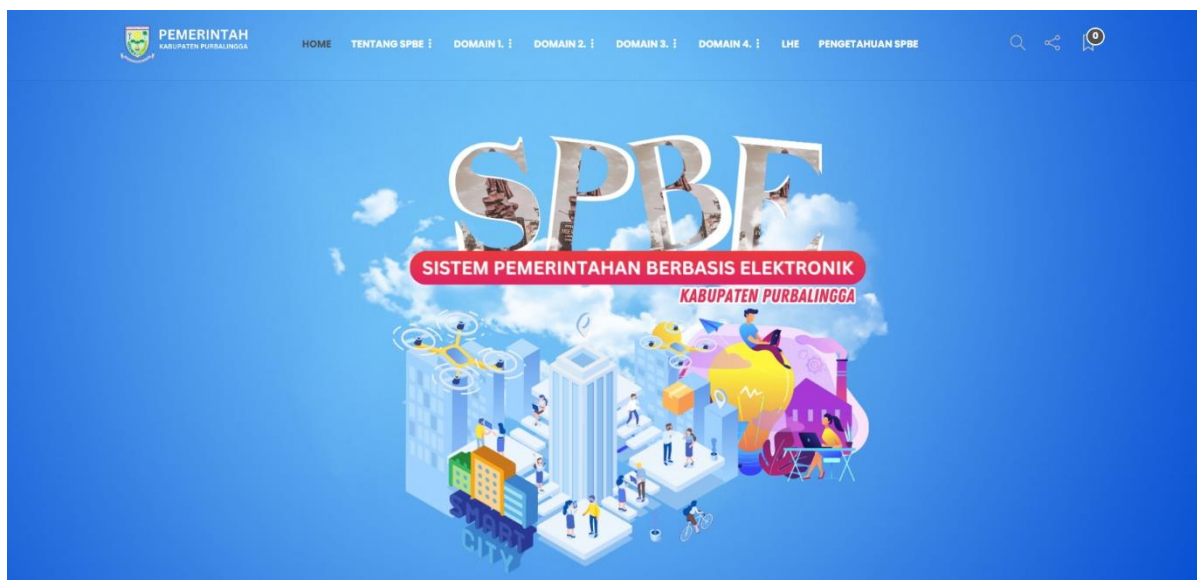 PEMERINTAH
KABUPATEN PURBALINGGA
HOME TENTANG SPBE DOMAIN 1. DOMAIN 2. DOMAIN 3. DOMAIN 4. LHE PENGETAHUAN SPBE
0
SPBE
SISTEM PEMERINTAHAN BERBASIS ELEKTRONIK
KABUPATEN PURBALINGGA
SMART
CITY